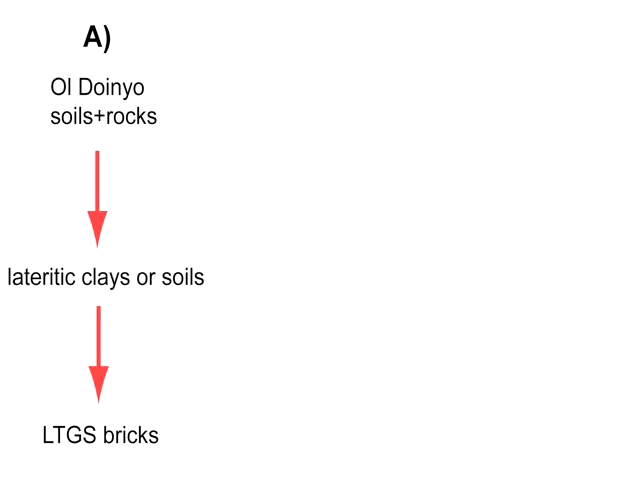 A)
Ol Doinyo
soils+rocks
lateritic clays or soils
LTGS bricks